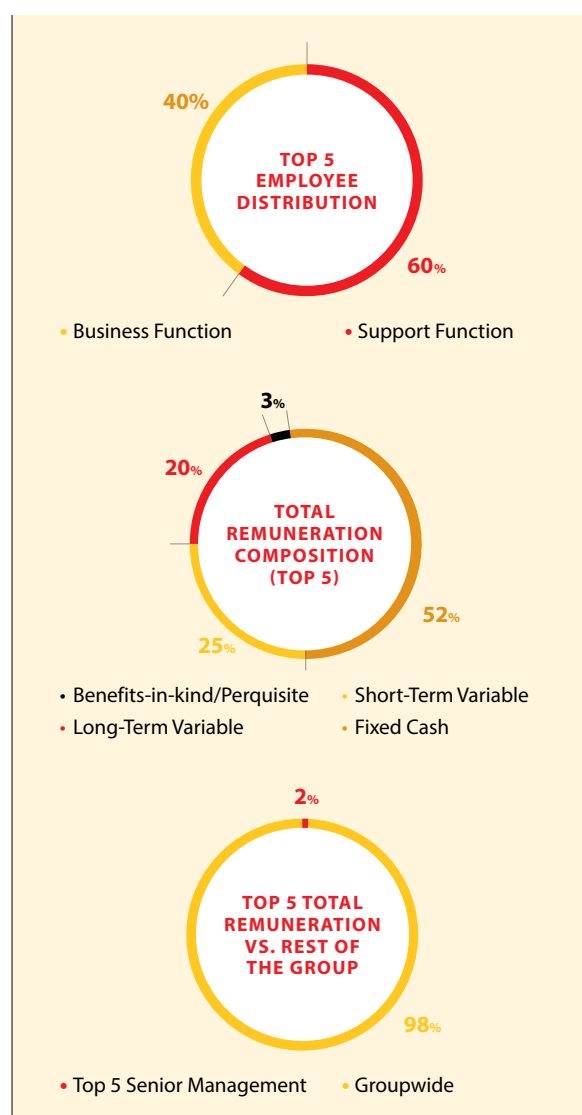 40%
TOP 5
EMPLOYEE
DISTRIBUTION
60%
• Business Function • Support Function
3%
20%
TOTAL
REMUNERATION
COMPOSITION
(TOP 5)
52%
25%
• Benefits-in-kind/Perquisite • Short-Term Variable
• Long-Term Variable • Fixed Cash
2%
TOP 5 TOTAL
REMUNERATION
VS. REST OF
THE GROUP
98%
• Top 5 Senior Management • Groupwide